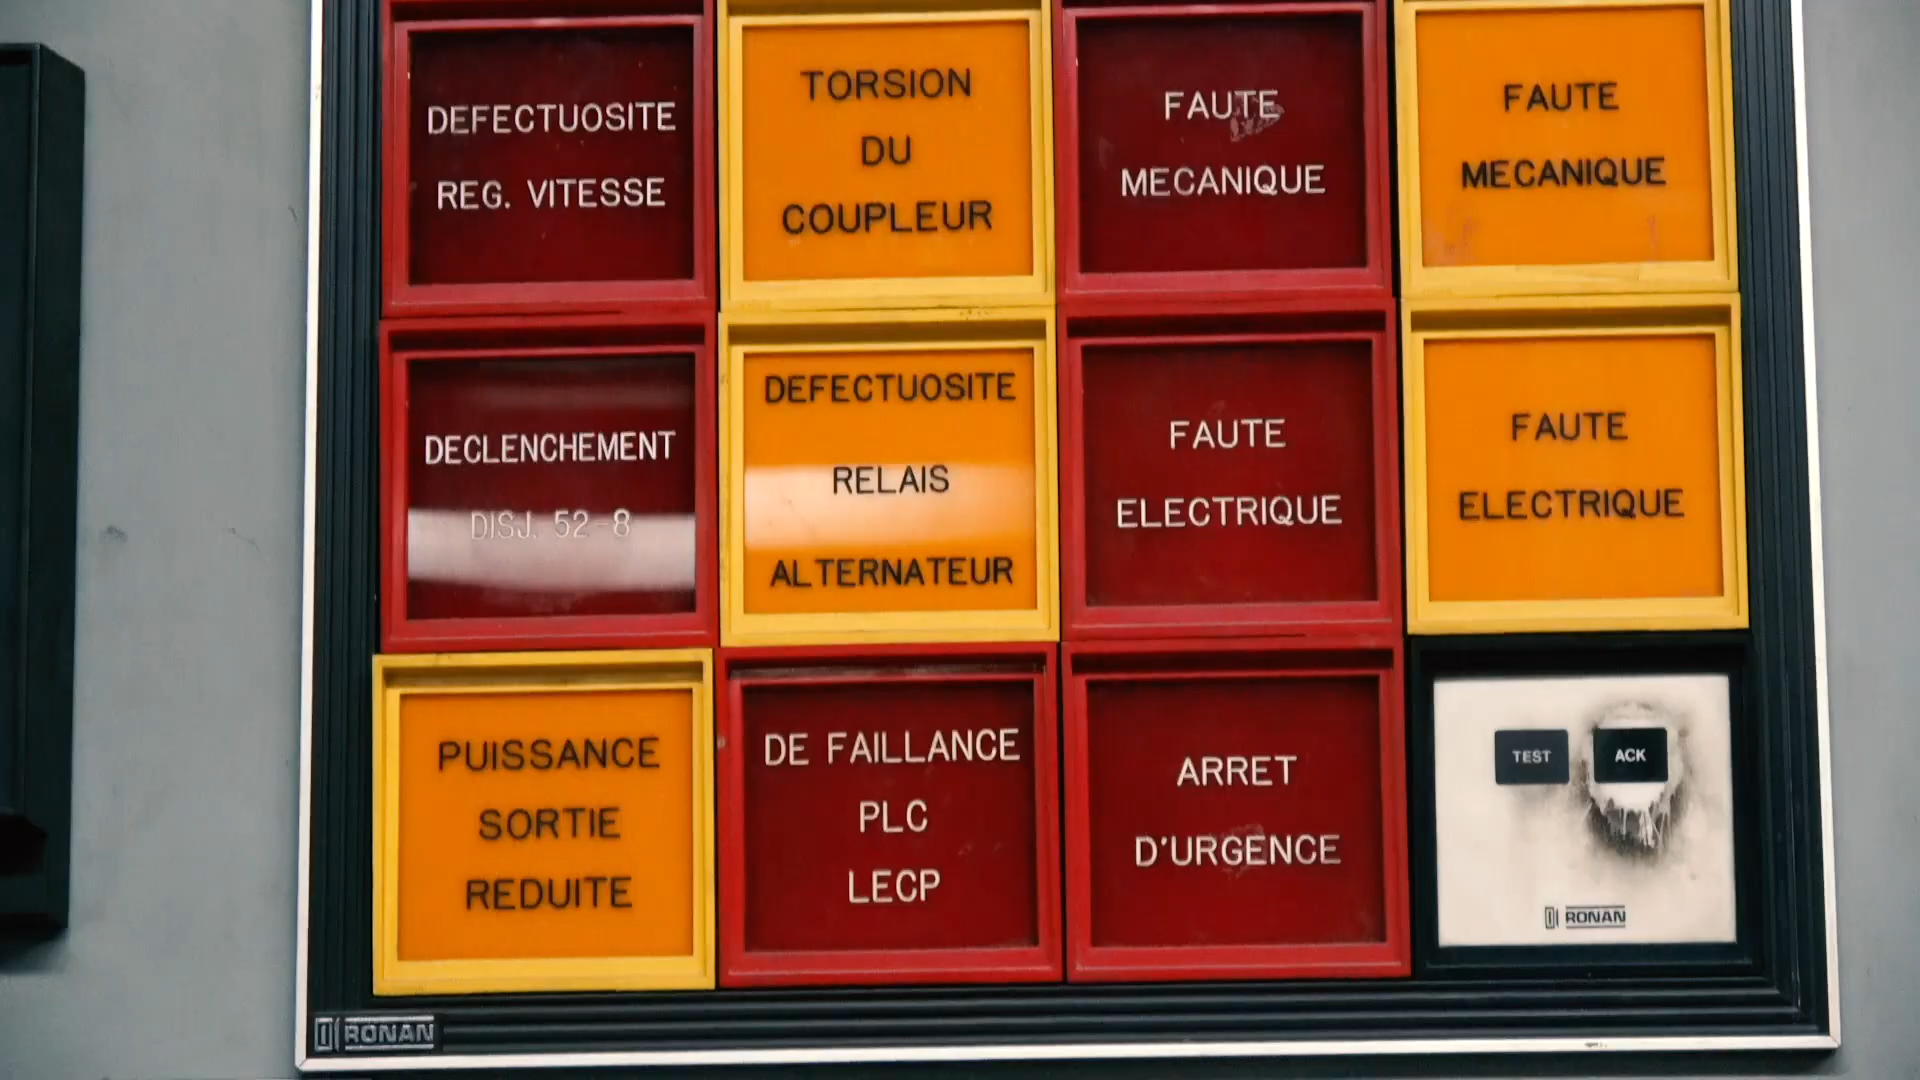 DEFECTUOSITE
REG. VITESSE
TORSION
DU
COUPLEUR
FAUTE
MECANIQUE
FAUTE
MECANIQUE
DECLENCHEMENT
DISJ. 52-8
DEFECTUOSITE
RELAIS
ALTERNATEUR
FAUTE
ELECTRIQUE
FAUTE
ELECTRIQUE
PUISSANCE
SORTIE
REDUITE
DE FAILLANCE
PLC
LECP
ARRET
D'URGENCE
TEST
ACK
RONAN
RONAN